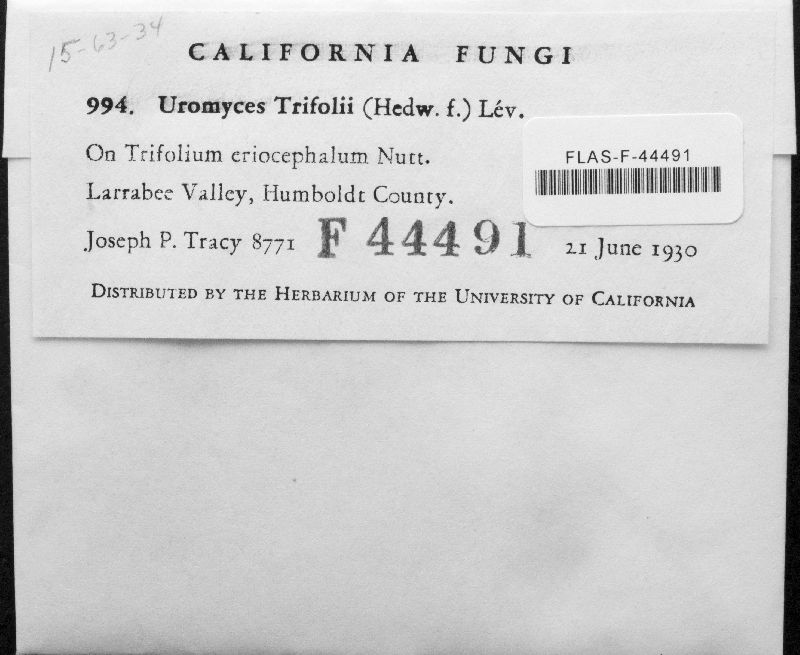 15-63-34
CALIFORNIA FUNGI
994. Uromyces Trifolii (Hedw. f.) Lév.
On Trifolium eriocephalum Nutt.
FLAS-F-44491
Larrabee Valley, Humboldt County.
Joseph P. Tracy 8771 F 44491 21 June 1930
DISTRIBUTED BY THE HERBARIUM OF THE UNIVERSITY OF CALIFORNIA